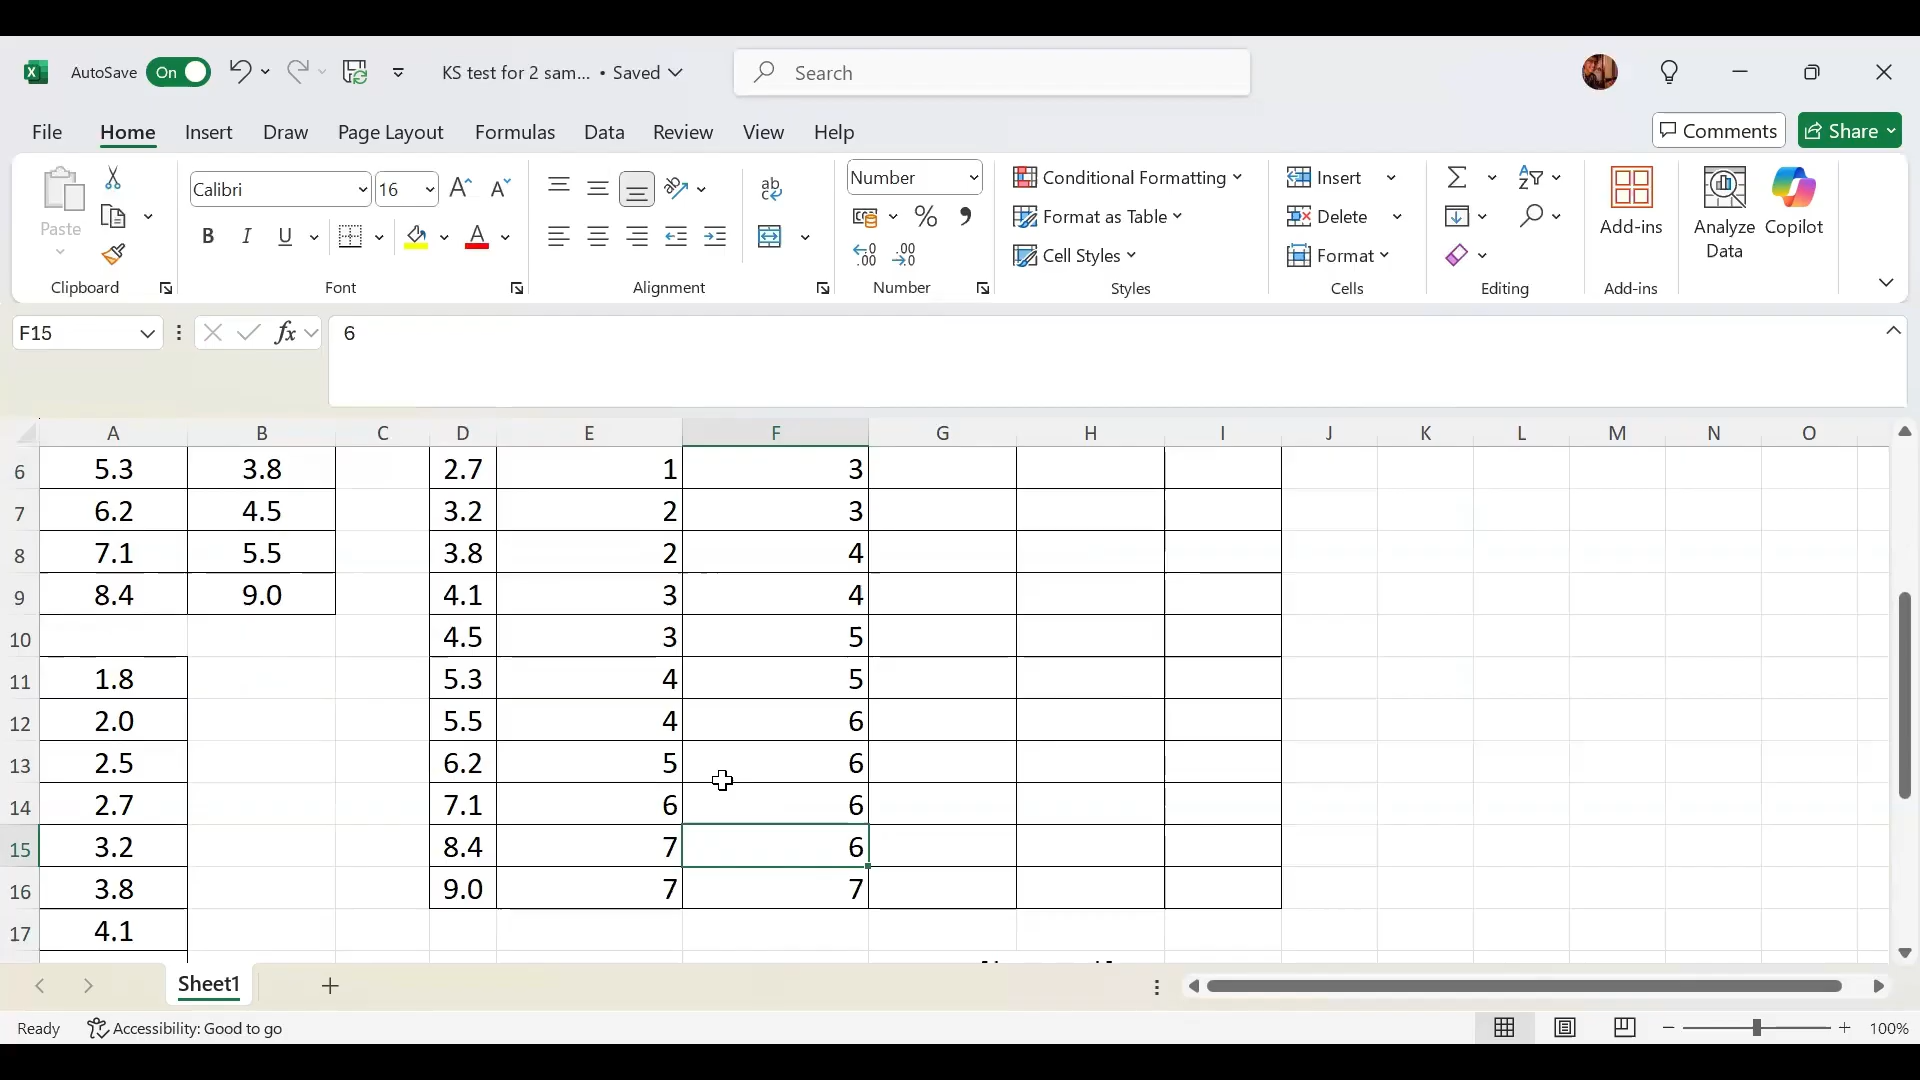 AutoSave On KS test for 2 sam... • Saved Search
File Home Insert Draw Page Layout Formulas Data Review View Help Comments Share
Paste
Clipboard
Calibri 16
B I U A
Font
ab
Alignment
Number
% 9
Number
Conditional Formatting
Format as Table
Cell Styles
Styles
Insert
Delete
Format
Cells
Editing
Add-ins
Add-ins
Analyze Data
Copilot
F15 fx 6
A B C D E F G H I J K L M N O
6 5.3 3.8 2.7 1 3
7 6.2 4.5 3.2 2 3
8 7.1 5.5 3.8 2 4
9 8.4 9.0 4.1 3 4
10 4.5 3 5
11 1.8 5.3 4 5
12 2.0 5.5 4 6
13 2.5 6.2 5 6
14 2.7 7.1 6 6
15 3.2 8.4 7 6
16 3.8 9.0 7 7
17 4.1
Sheet1
Ready Accessibility: Good to go 100%